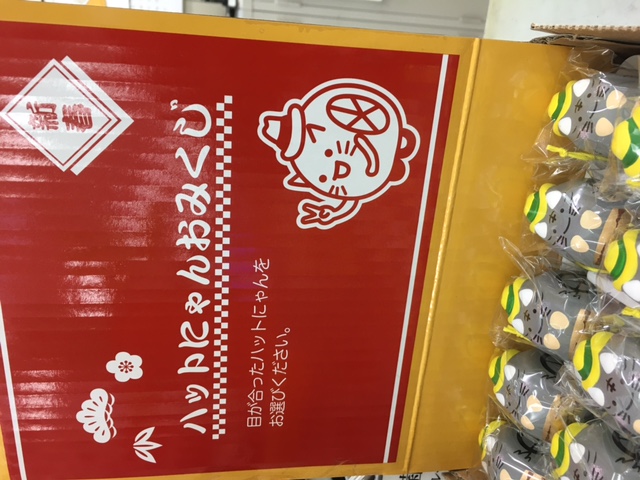 新春
ハットにゃんおみくじ
目が合ったハットにゃんを
お選びください。